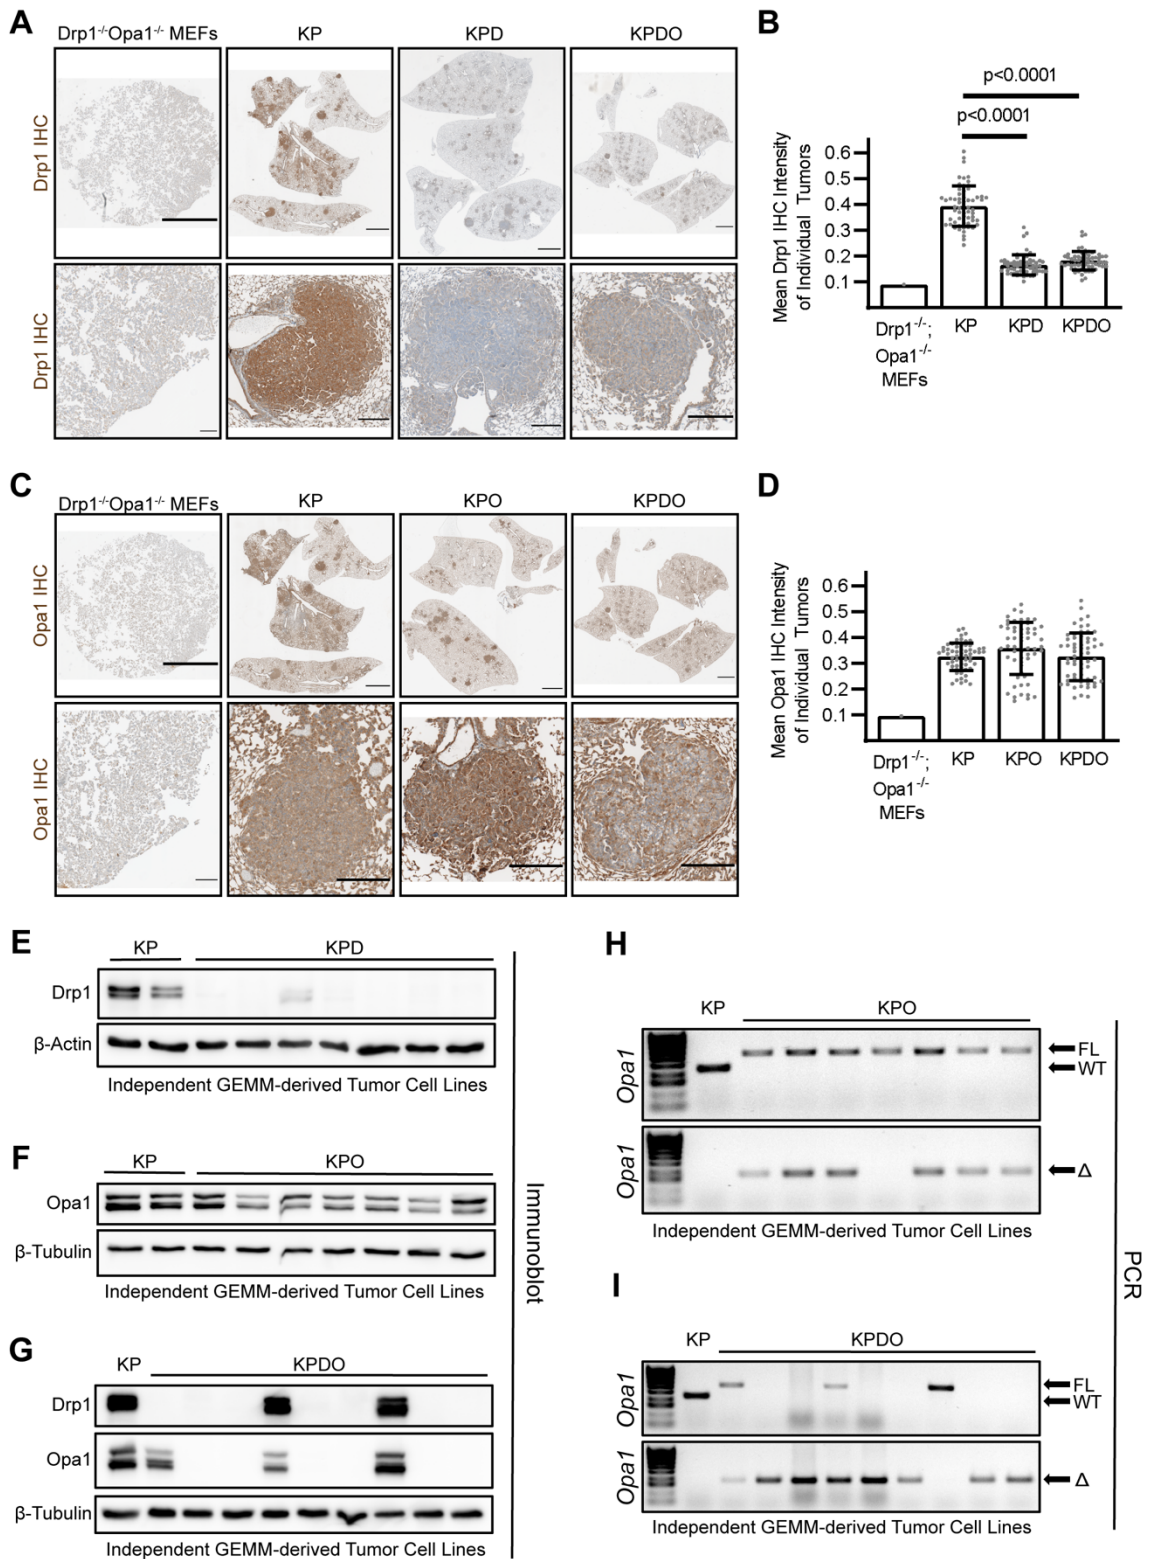 A
Drp1-/-Opa1-/- MEFs
KP
KPD
KPDO
Drp1 IHC
Drp1 IHC
B
p<0.0001
p<0.0001
Mean Drp1 IHC Intensity
of Individual Tumors
0.6
0.5
0.4
0.3
0.2
0.1
Drp1-/-;
Opa1-/-
MEFs
KP
KPD
KPDO
C
Drp1-/-Opa1-/- MEFs
KP
KPO
KPDO
Opa1 IHC
Opa1 IHC
D
Mean Opa1 IHC Intensity
of Individual Tumors
0.6
0.5
0.4
0.3
0.2
0.1
Drp1-/-;
Opa1-/-
MEFs
KP
KPO
KPDO
E
KP
KPD
Drp1
β-Actin
Independent GEMM-derived Tumor Cell Lines
F
KP
KPO
Opa1
β-Tubulin
Independent GEMM-derived Tumor Cell Lines
G
KP
KPDO
Drp1
Opa1
β-Tubulin
Independent GEMM-derived Tumor Cell Lines
Immunoblot
H
KP
KPO
Opa1
FL
WT
Opa1
Δ
Independent GEMM-derived Tumor Cell Lines
I
KP
KPDO
Opa1
FL
WT
Opa1
Δ
Independent GEMM-derived Tumor Cell Lines
PCR